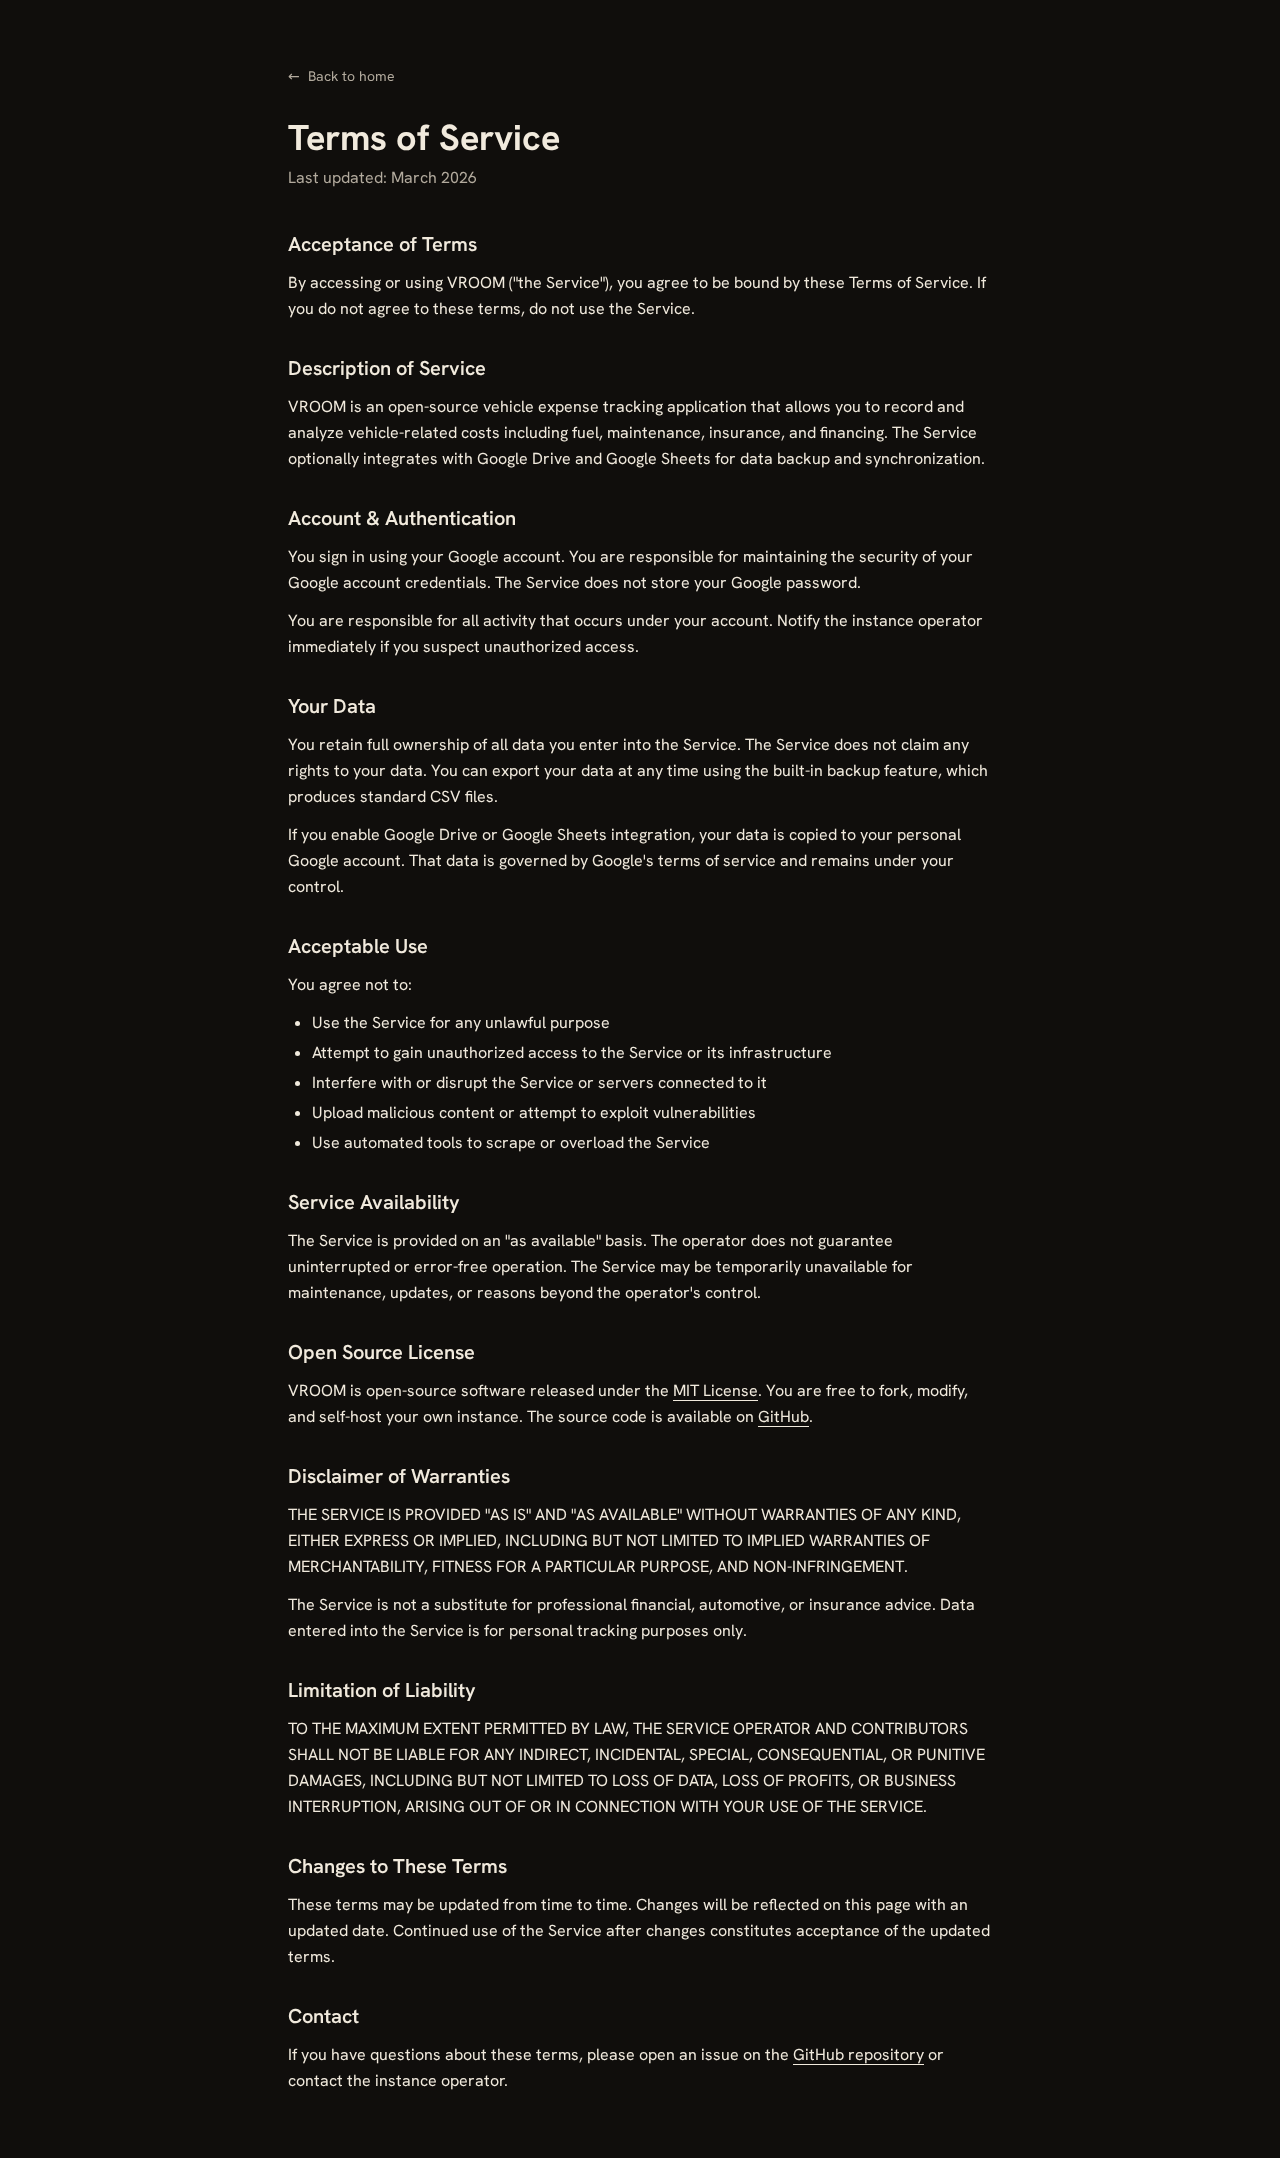 ← Back to home
Terms of Service
Last updated: March 2026
Acceptance of Terms
By accessing or using VROOM ("the Service"), you agree to be bound by these Terms of Service. If
you do not agree to these terms, do not use the Service.
Description of Service
VROOM is an open-source vehicle expense tracking application that allows you to record and
analyze vehicle-related costs including fuel, maintenance, insurance, and financing. The Service
optionally integrates with Google Drive and Google Sheets for data backup and synchronization.
Account & Authentication
You sign in using your Google account. You are responsible for maintaining the security of your
Google account credentials. The Service does not store your Google password.
You are responsible for all activity that occurs under your account. Notify the instance operator
immediately if you suspect unauthorized access.
Your Data
You retain full ownership of all data you enter into the Service. The Service does not claim any
rights to your data. You can export your data at any time using the built-in backup feature, which
produces standard CSV files.
If you enable Google Drive or Google Sheets integration, your data is copied to your personal
Google account. That data is governed by Google's terms of service and remains under your
control.
Acceptable Use
You agree not to:
• Use the Service for any unlawful purpose
• Attempt to gain unauthorized access to the Service or its infrastructure
• Interfere with or disrupt the Service or servers connected to it
• Upload malicious content or attempt to exploit vulnerabilities
• Use automated tools to scrape or overload the Service
Service Availability
The Service is provided on an "as available" basis. The operator does not guarantee
uninterrupted or error-free operation. The Service may be temporarily unavailable for
maintenance, updates, or reasons beyond the operator's control.
Open Source License
VROOM is open-source software released under the MIT License. You are free to fork, modify,
and self-host your own instance. The source code is available on GitHub.
Disclaimer of Warranties
THE SERVICE IS PROVIDED "AS IS" AND "AS AVAILABLE" WITHOUT WARRANTIES OF ANY KIND,
EITHER EXPRESS OR IMPLIED, INCLUDING BUT NOT LIMITED TO IMPLIED WARRANTIES OF
MERCHANTABILITY, FITNESS FOR A PARTICULAR PURPOSE, AND NON-INFRINGEMENT.
The Service is not a substitute for professional financial, automotive, or insurance advice. Data
entered into the Service is for personal tracking purposes only.
Limitation of Liability
TO THE MAXIMUM EXTENT PERMITTED BY LAW, THE SERVICE OPERATOR AND CONTRIBUTORS
SHALL NOT BE LIABLE FOR ANY INDIRECT, INCIDENTAL, SPECIAL, CONSEQUENTIAL, OR PUNITIVE
DAMAGES, INCLUDING BUT NOT LIMITED TO LOSS OF DATA, LOSS OF PROFITS, OR BUSINESS
INTERRUPTION, ARISING OUT OF OR IN CONNECTION WITH YOUR USE OF THE SERVICE.
Changes to These Terms
These terms may be updated from time to time. Changes will be reflected on this page with an
updated date. Continued use of the Service after changes constitutes acceptance of the updated
terms.
Contact
If you have questions about these terms, please open an issue on the GitHub repository or
contact the instance operator.